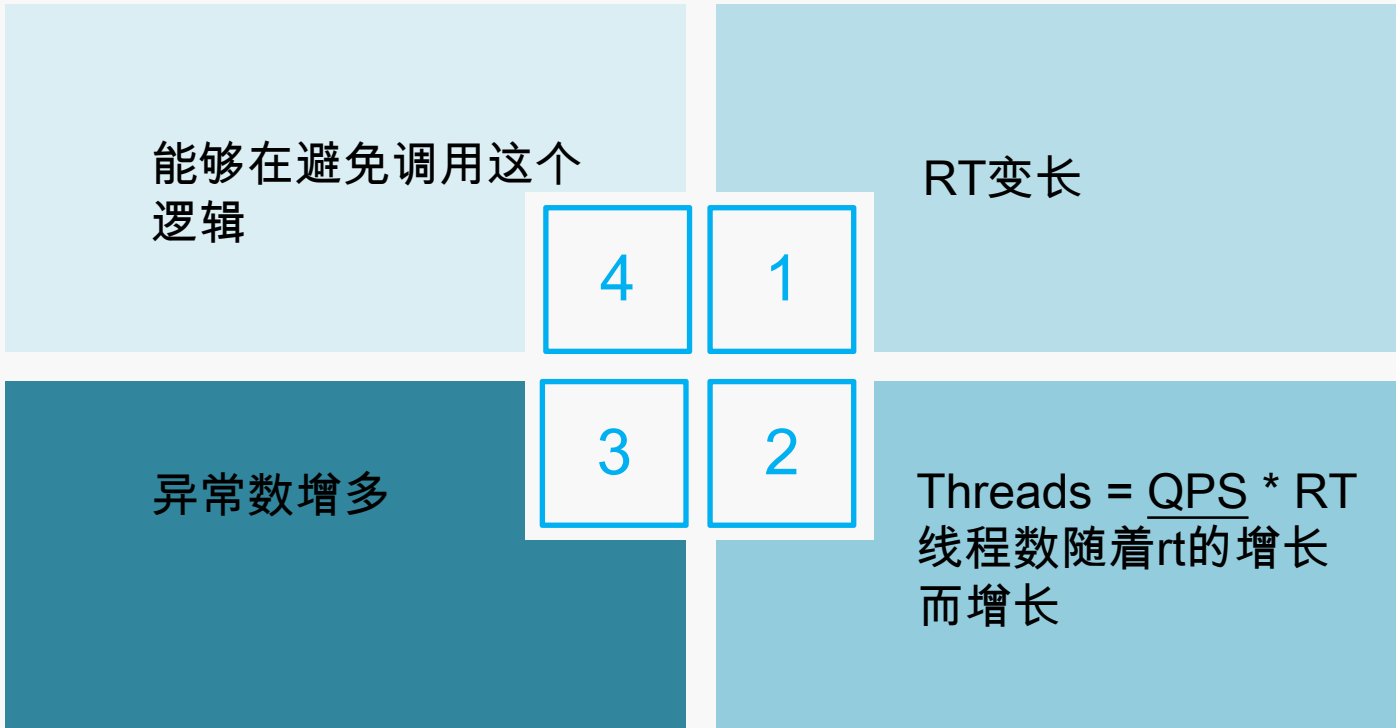 能够在避免调用这个
逻辑
RT变长
4
1
3
2
异常数增多
Threads = QPS * RT
线程数随着rt的增长
而增长